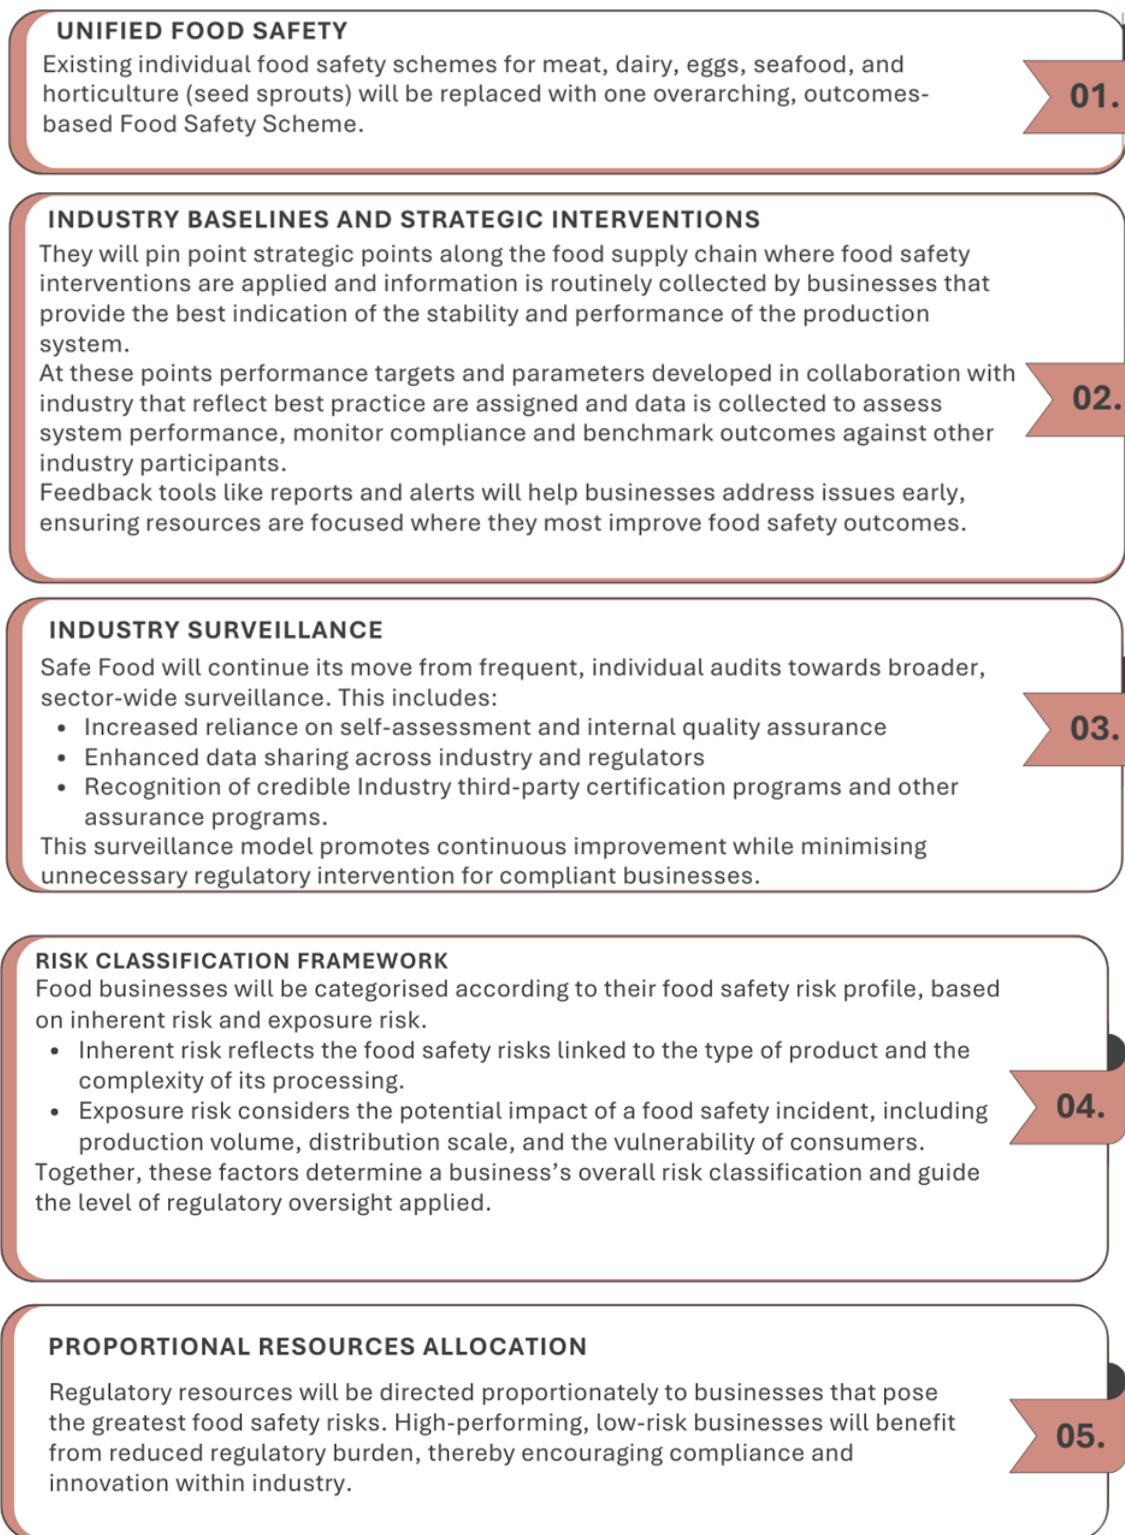 UNIFIED FOOD SAFETY
Existing individual food safety schemes for meat, dairy, eggs, seafood, and
horticulture (seed sprouts) will be replaced with one overarching, outcomes-
based Food Safety Scheme.
01.
INDUSTRY BASELINES AND STRATEGIC INTERVENTIONS
They will pin point strategic points along the food supply chain where food safety
interventions are applied and information is routinely collected by businesses that
provide the best indication of the stability and performance of the production
system.
At these points performance targets and parameters developed in collaboration with
industry that reflect best practice are assigned and data is collected to assess
system performance, monitor compliance and benchmark outcomes against other
industry participants.
Feedback tools like reports and alerts will help businesses address issues early,
ensuring resources are focused where they most improve food safety outcomes.
02.
INDUSTRY SURVEILLANCE
Safe Food will continue its move from frequent, individual audits towards broader,
sector-wide surveillance. This includes:
• Increased reliance on self-assessment and internal quality assurance
• Enhanced data sharing across industry and regulators
• Recognition of credible Industry third-party certification programs and other
assurance programs.
This surveillance model promotes continuous improvement while minimising
unnecessary regulatory intervention for compliant businesses.
03.
RISK CLASSIFICATION FRAMEWORK
Food businesses will be categorised according to their food safety risk profile, based
on inherent risk and exposure risk.
• Inherent risk reflects the food safety risks linked to the type of product and the
complexity of its processing.
• Exposure risk considers the potential impact of a food safety incident, including
production volume, distribution scale, and the vulnerability of consumers.
Together, these factors determine a business’s overall risk classification and guide
the level of regulatory oversight applied.
04.
PROPORTIONAL RESOURCES ALLOCATION
Regulatory resources will be directed proportionately to businesses that pose
the greatest food safety risks. High-performing, low-risk businesses will benefit
from reduced regulatory burden, thereby encouraging compliance and
innovation within industry.
05.